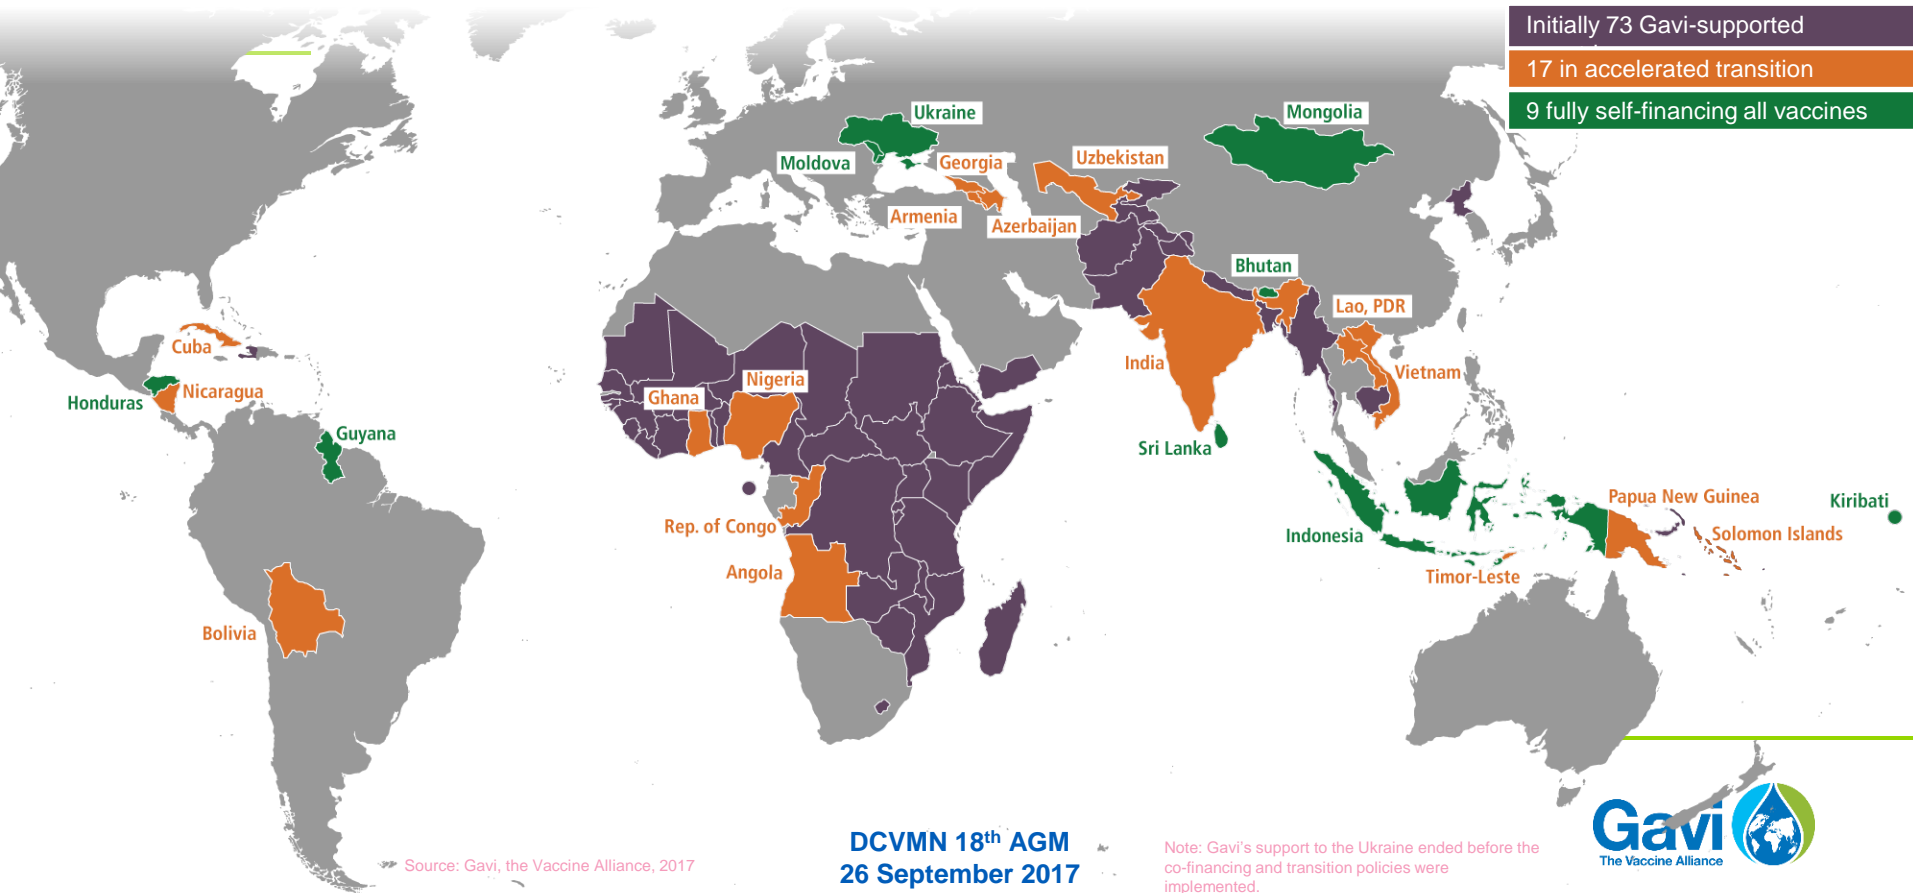 Initially 73 Gavi-supported
17 in accelerated transition
9 fully self-financing all vaccines
Ukraine
Mongolia
Moldova
Georgia
Uzbekistan
Armenia
Azerbaijan
Bhutan
Lao, PDR
Cuba
India
Vietnam
Nicaragua
Honduras
Ghana
Nigeria
Guyana
Sri Lanka
Papua New Guinea
Kiribati
Rep. of Congo
Indonesia
Solomon Islands
Angola
Timor-Leste
Bolivia
Gavi
The Vaccine Alliance
DCVMN 18th AGM
26 September 2017
Source: Gavi, the Vaccine Alliance, 2017
Note: Gavi's support to the Ukraine ended before the
co-financing and transition policies were
implemented.